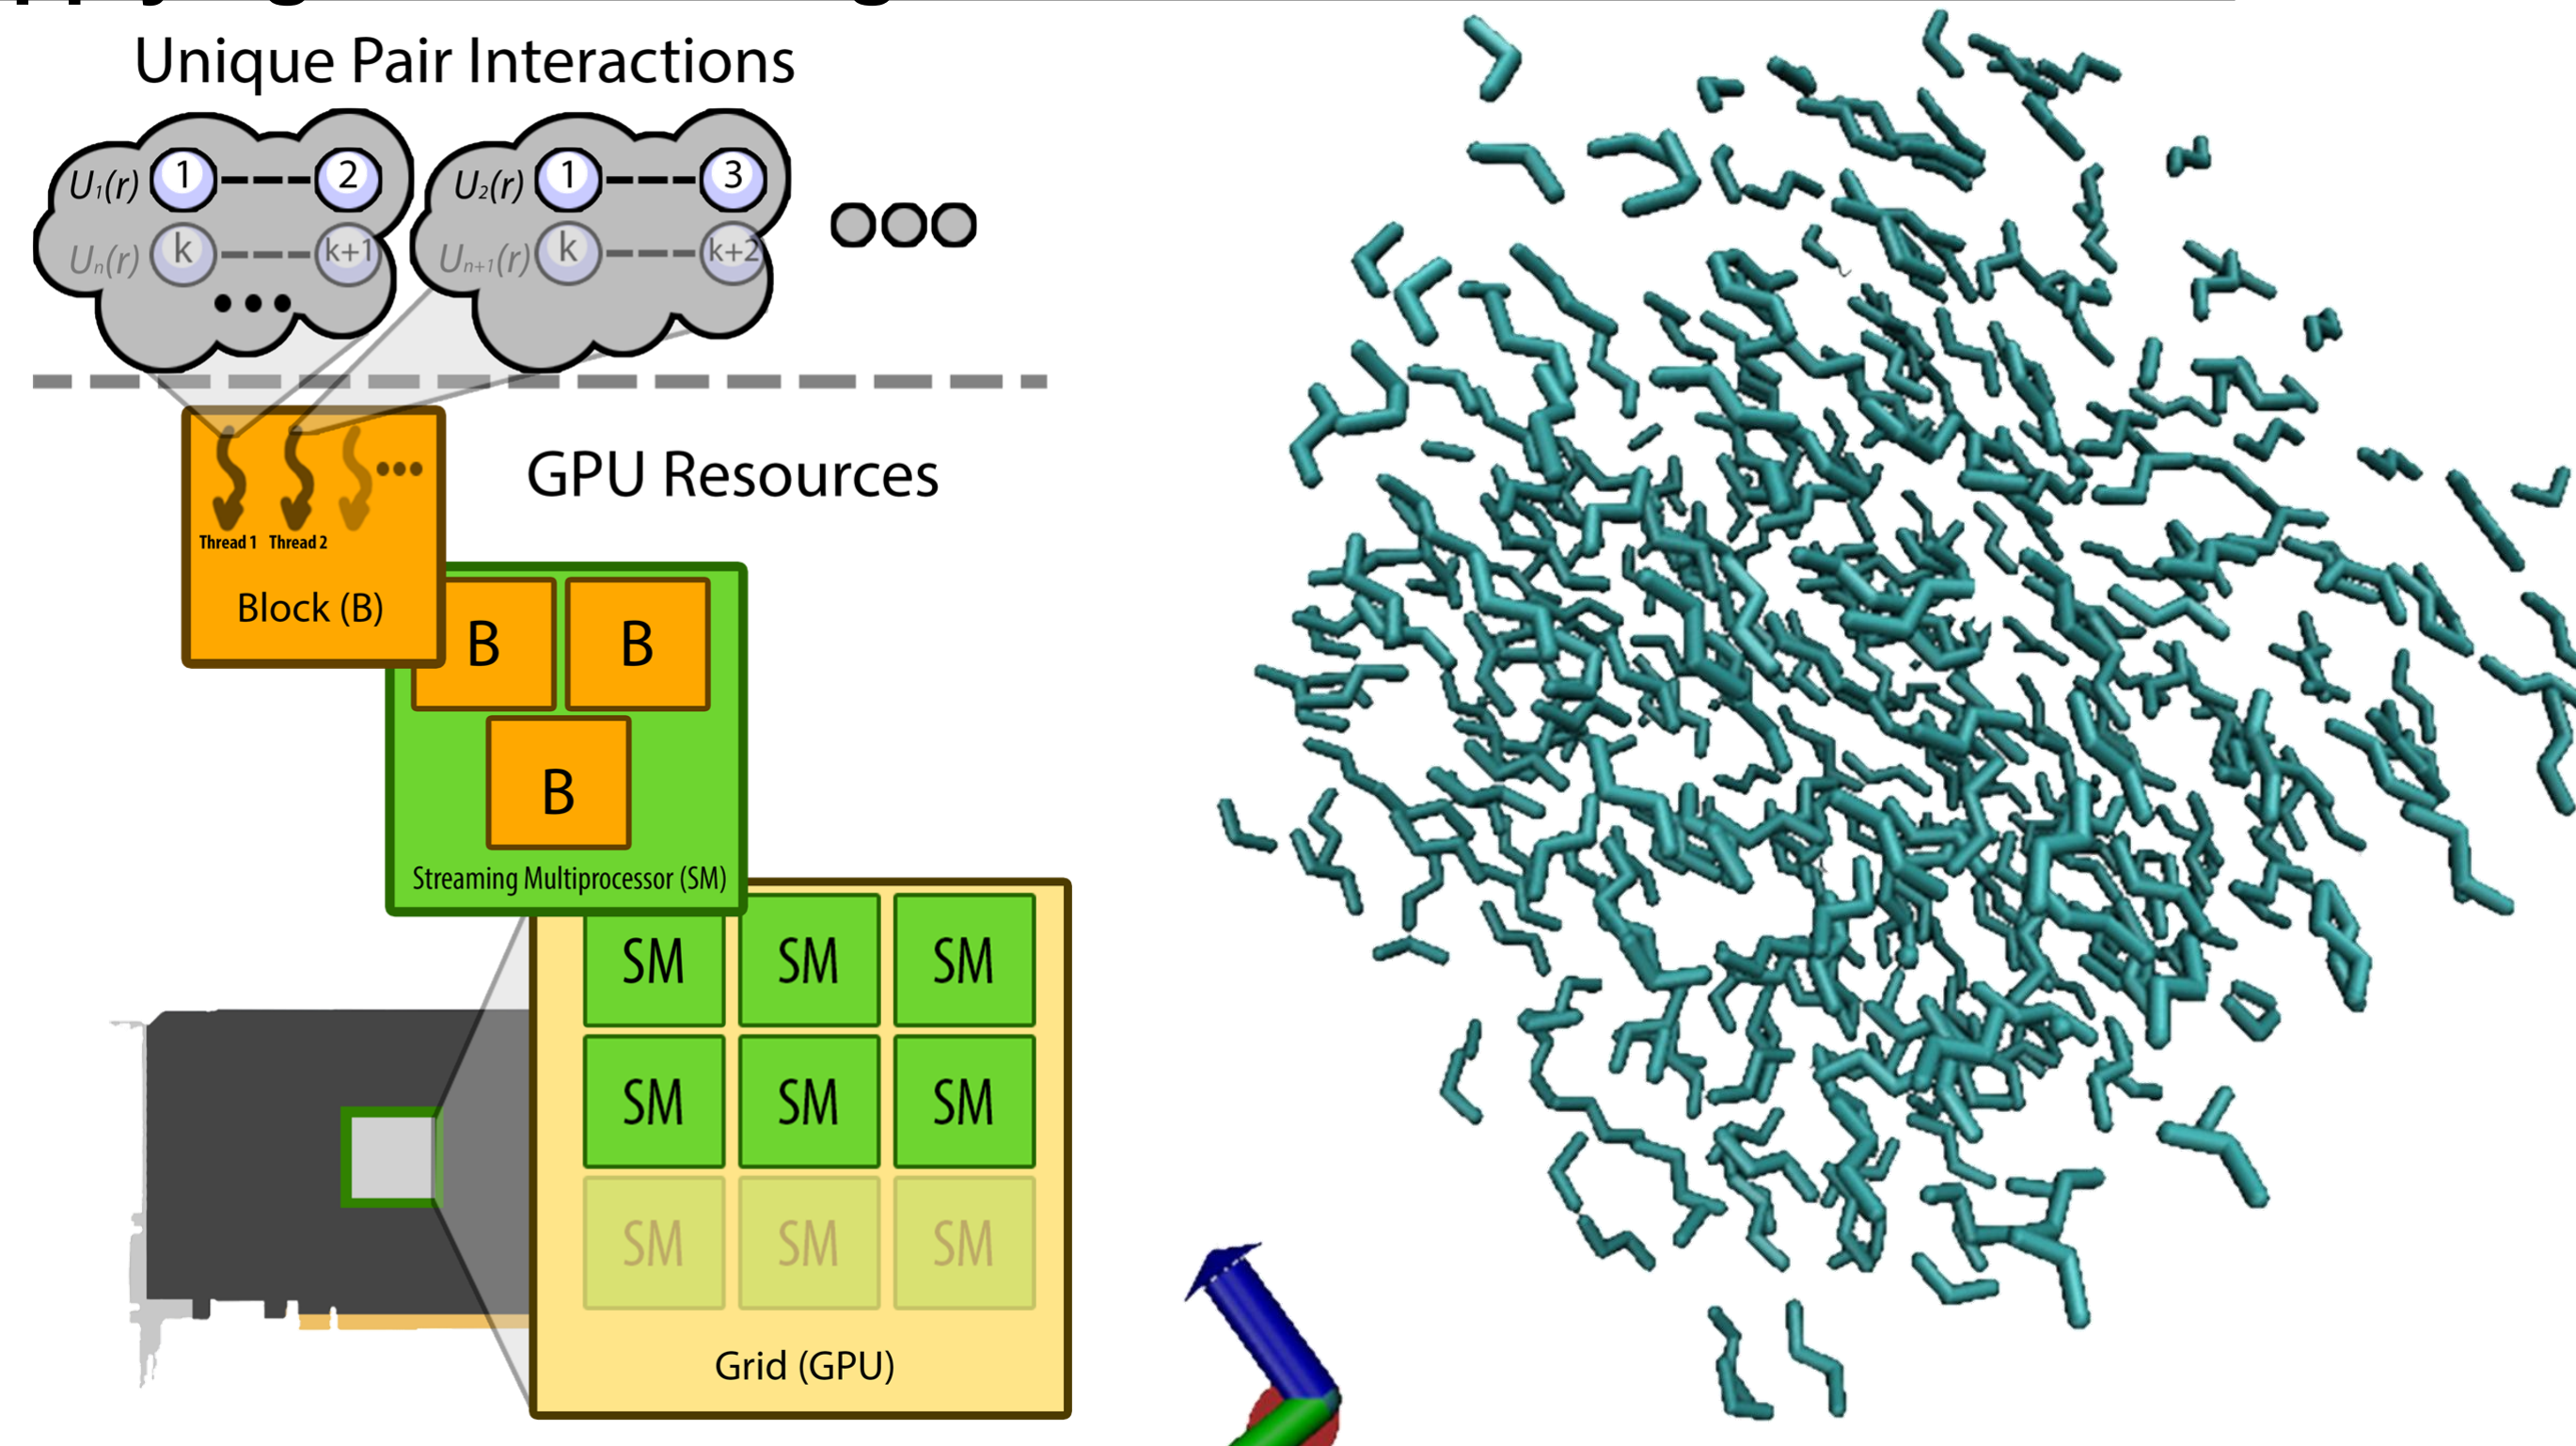 Unique Pair Interactions
U1(r) 1 2
Un(r) k k+1
U2(r) 1 3
Un+1(r) k k+2
GPU Resources
Thread 1 Thread 2
Block (B)
B B
B
Streaming Multiprocessor (SM)
SM SM SM
SM SM SM
SM SM SM
Grid (GPU)